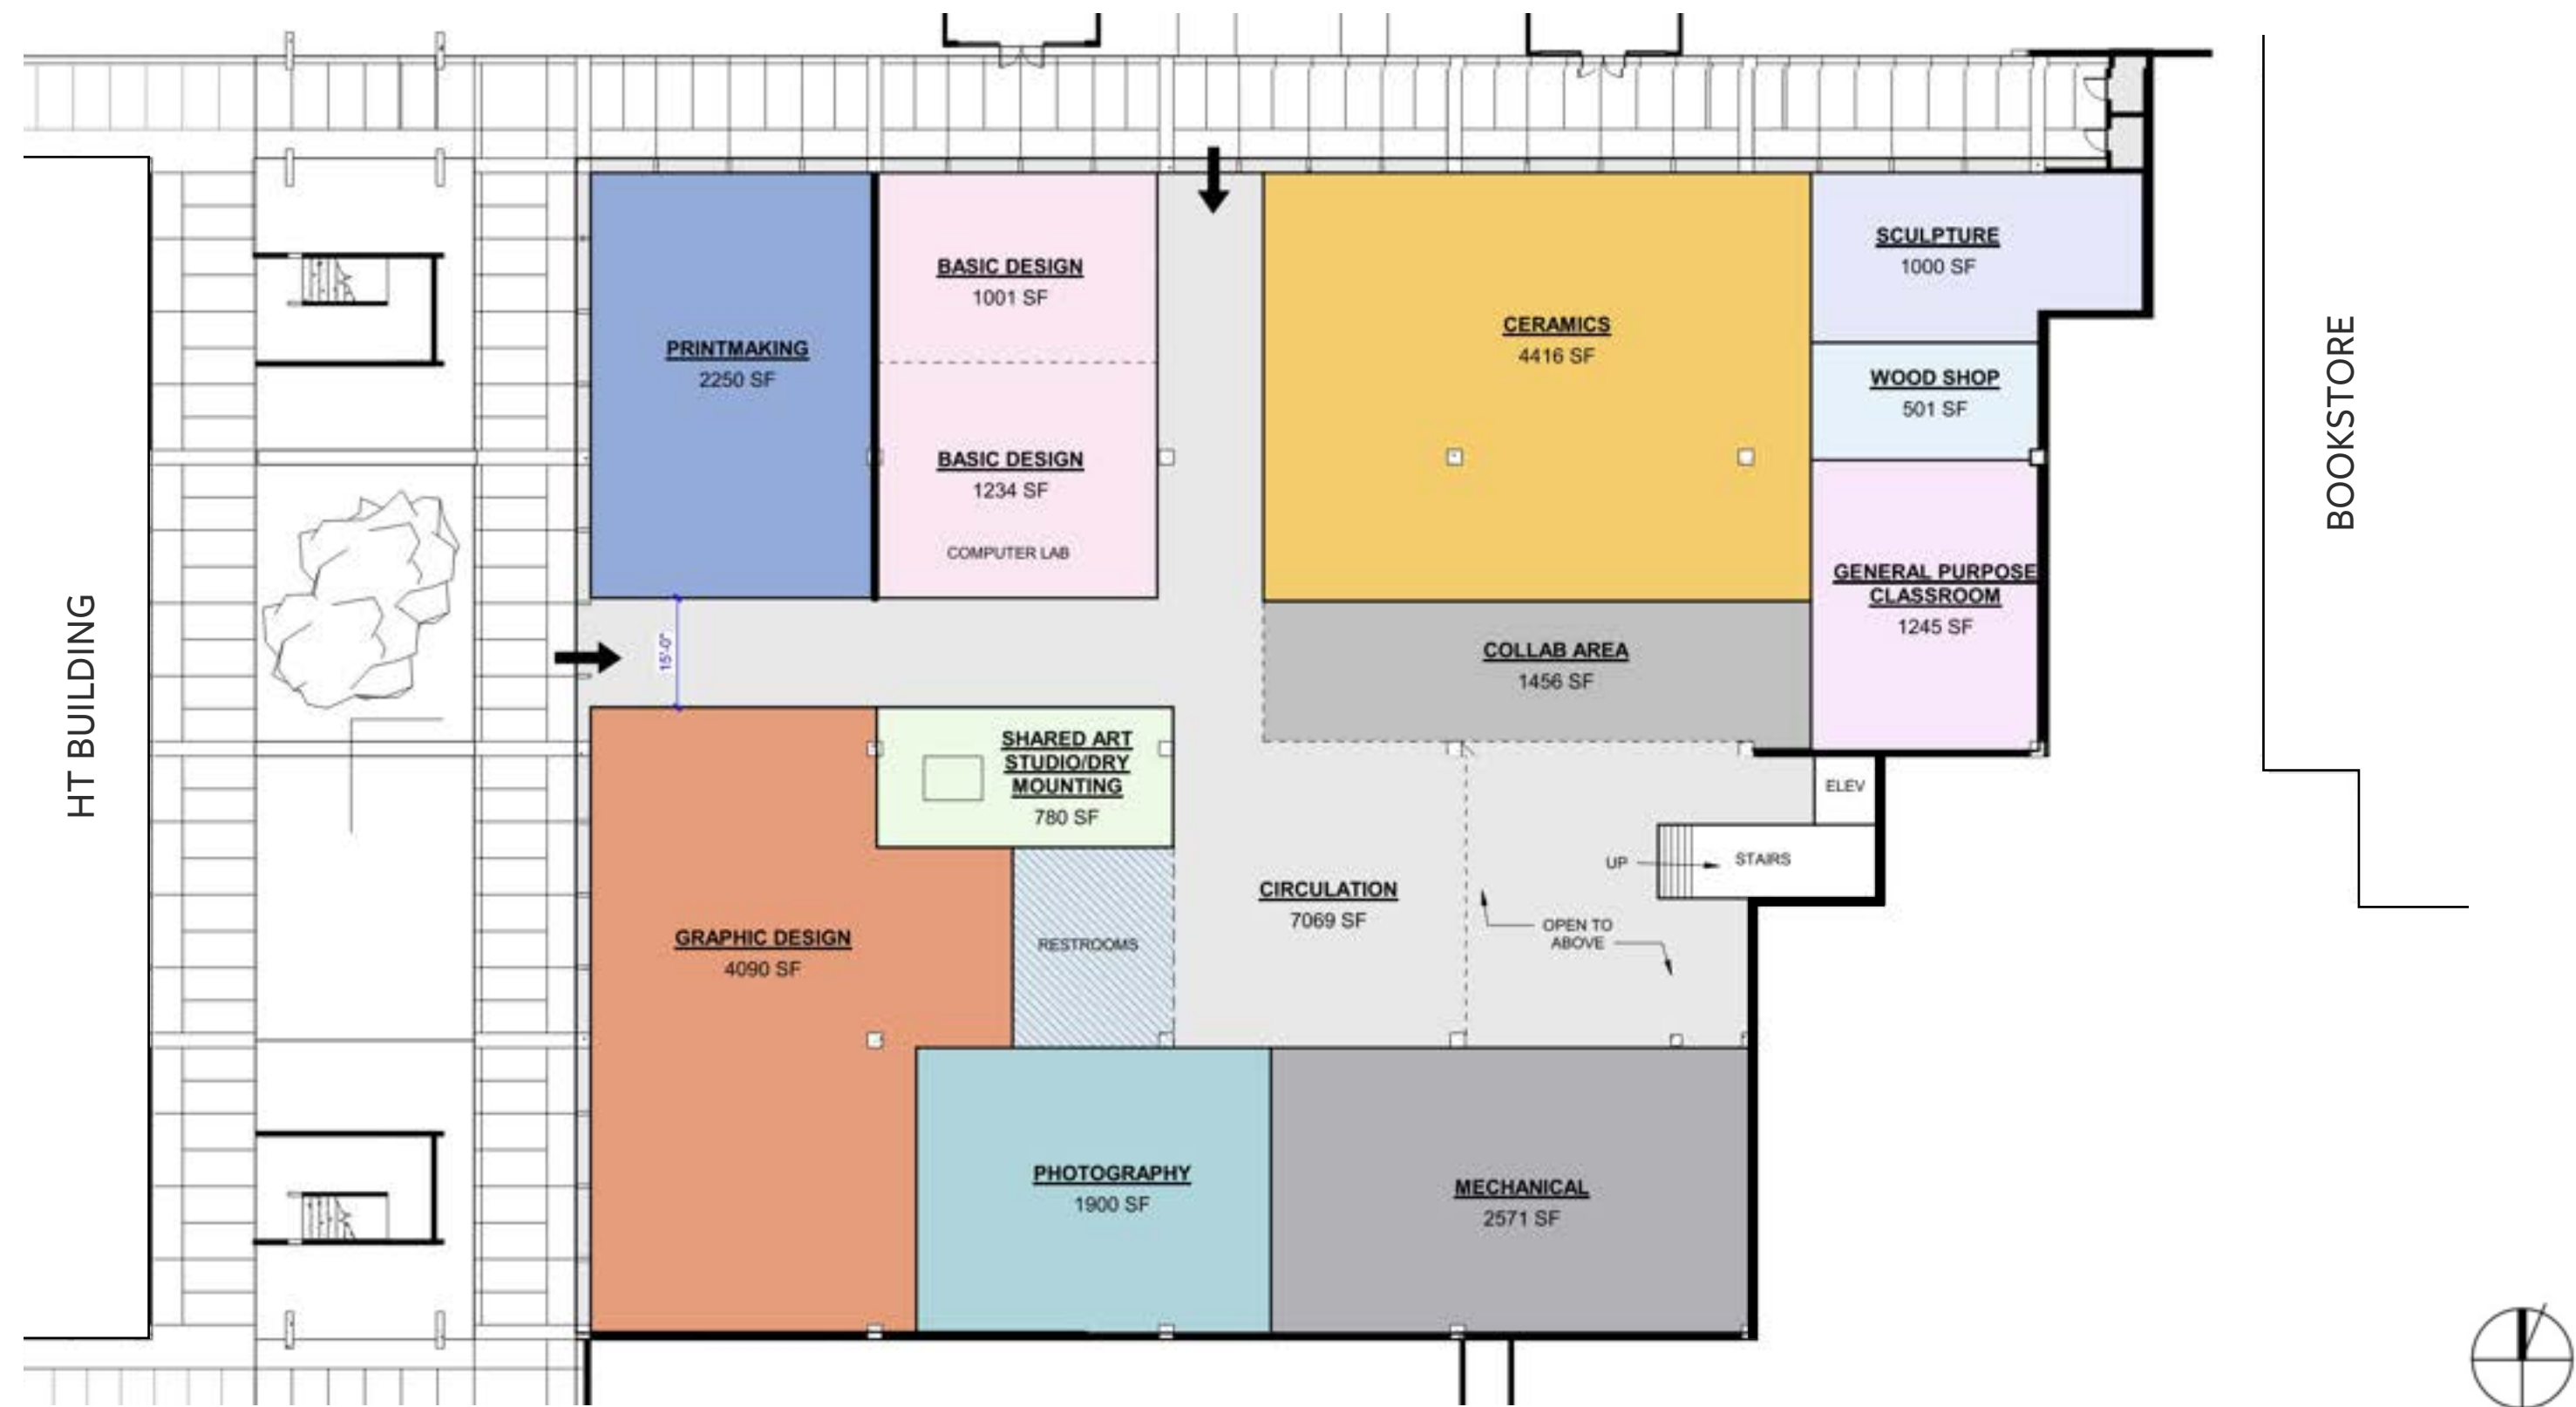 HT BUILDING
PRINTMAKING
2250 SF
BASIC DESIGN
1001 SF
BASIC DESIGN
1234 SF
COMPUTER LAB
CERAMICS
4416 SF
SCULPTURE
1000 SF
WOOD SHOP
501 SF
GENERAL PURPOSE
CLASSROOM
1245 SF
BOOKSTORE
15'-0"
COLLAB AREA
1456 SF
SHARED ART
STUDIO/DRY
MOUNTING
780 SF
ELEV
UP
STAIRS
CIRCULATION
7069 SF
OPEN TO
ABOVE
GRAPHIC DESIGN
4090 SF
RESTROOMS
PHOTOGRAPHY
1900 SF
MECHANICAL
2571 SF